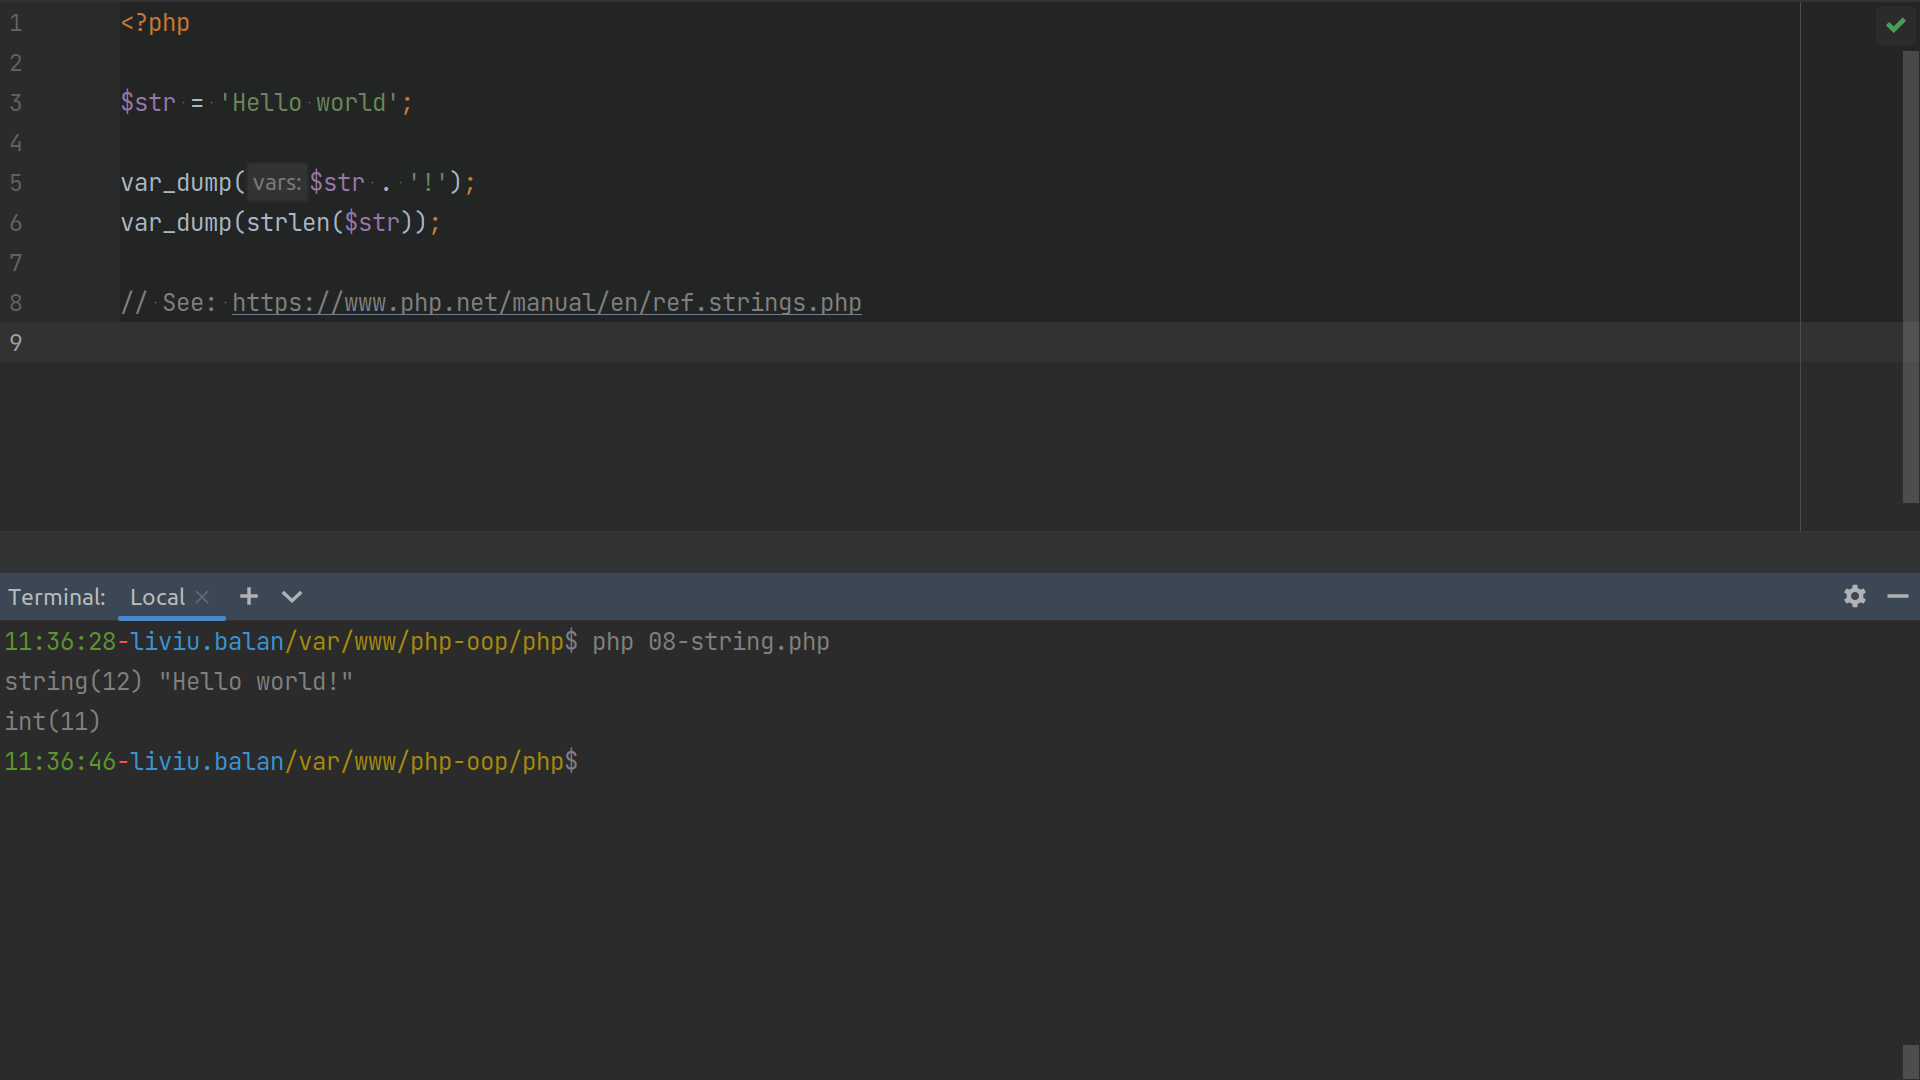 1 <?php
2
3 $str = 'Hello world';
4
5 var_dump( vars: $str . '!');
6 var_dump(strlen($str));
7
8 // See: https://www.php.net/manual/en/ref.strings.php
9
Terminal: Local
11:36:28-liviu.balan/var/www/php-oop/php$ php 08-string.php
string(12) "Hello world!"
int(11)
11:36:46-liviu.balan/var/www/php-oop/php$